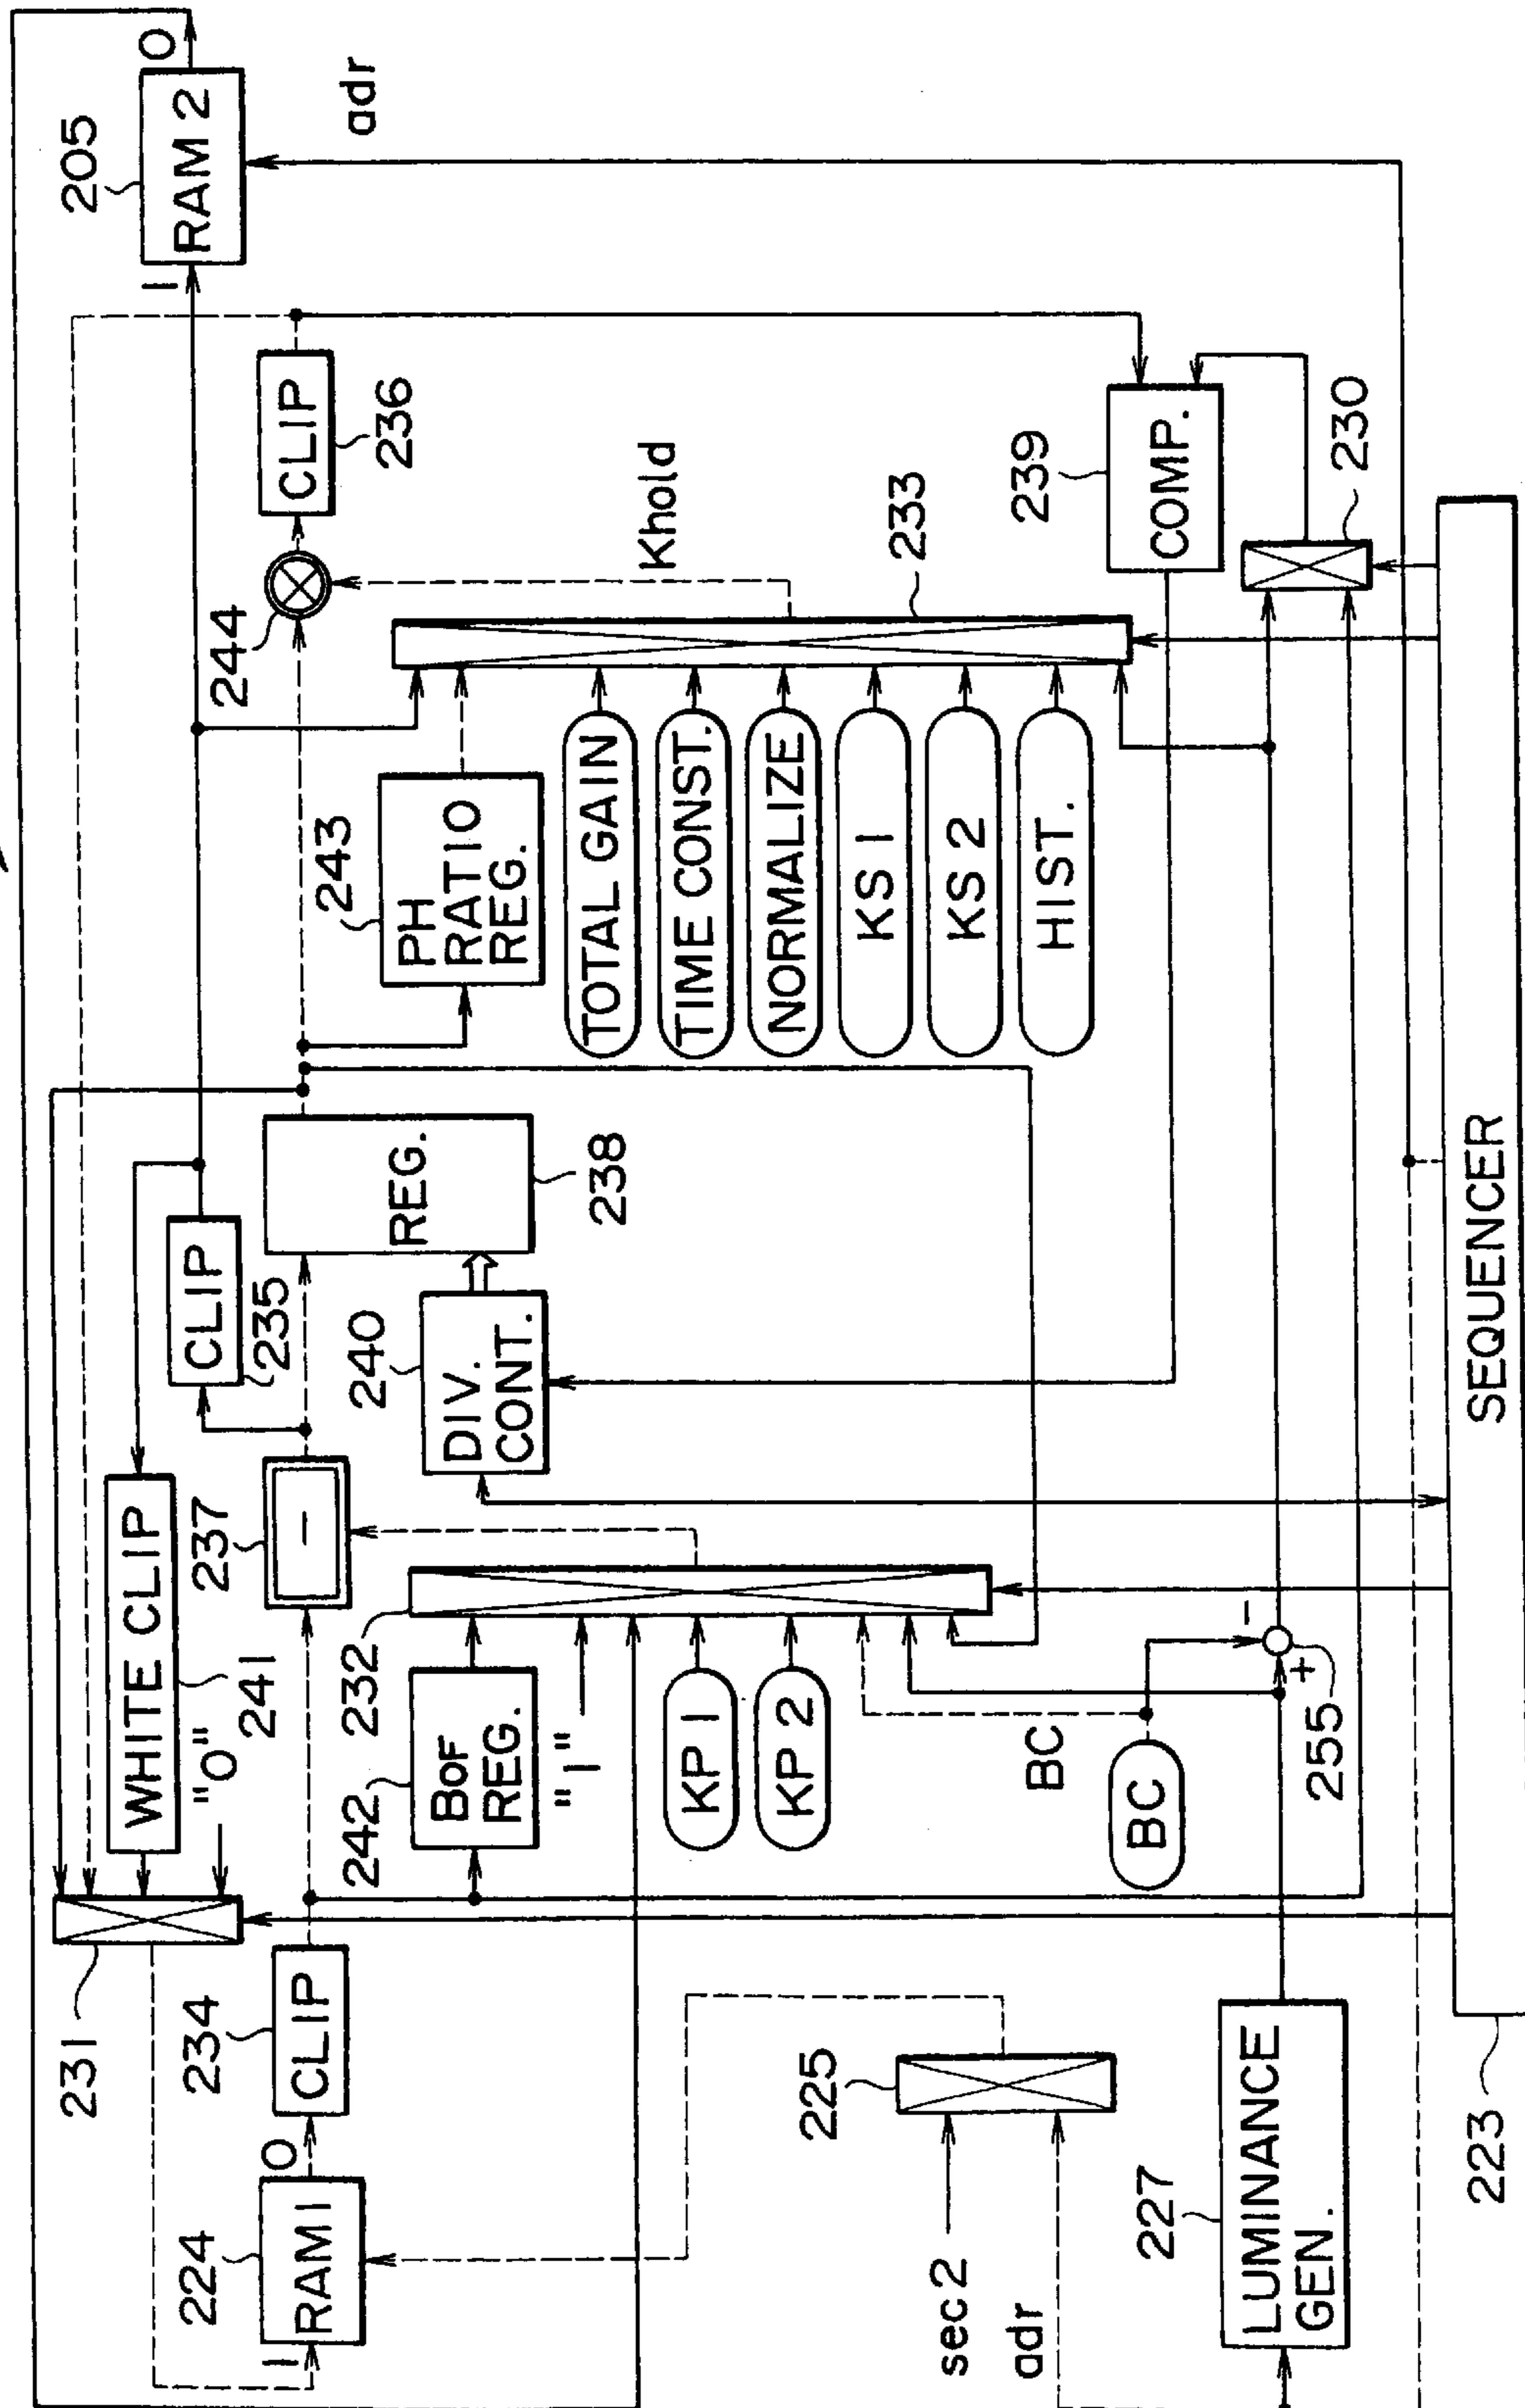 231
WHITE CLIP
241
"0"
CLIP
235
I
RAM 2
O
205
adr
224
I
RAM 1
O
234
CLIP
237
−
REG.
238
244
CLIP
236
Khold
242
BOF
REG.
"1"
232
240
DIV.
CONT.
243
PH
RATIO
REG.
TOTAL GAIN
TIME CONST.
NORMALIZE
KS 1
KS 2
HIST.
233
KP 1
KP 2
BC
BC
sec2
adr
225
239
COMP.
230
227
LUMINANCE
GEN.
+
-
255
223
SEQUENCER